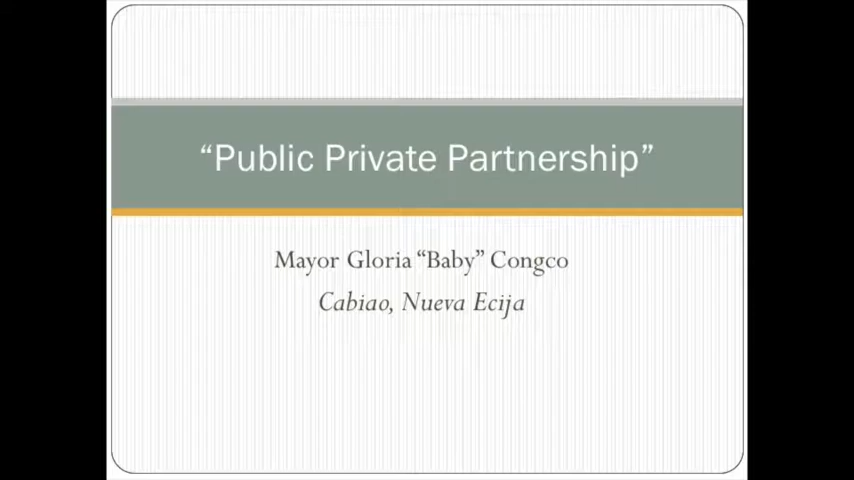 “Public Private Partnership”
Mayor Gloria “Baby” Congco
Cabiao, Nueva Ecija